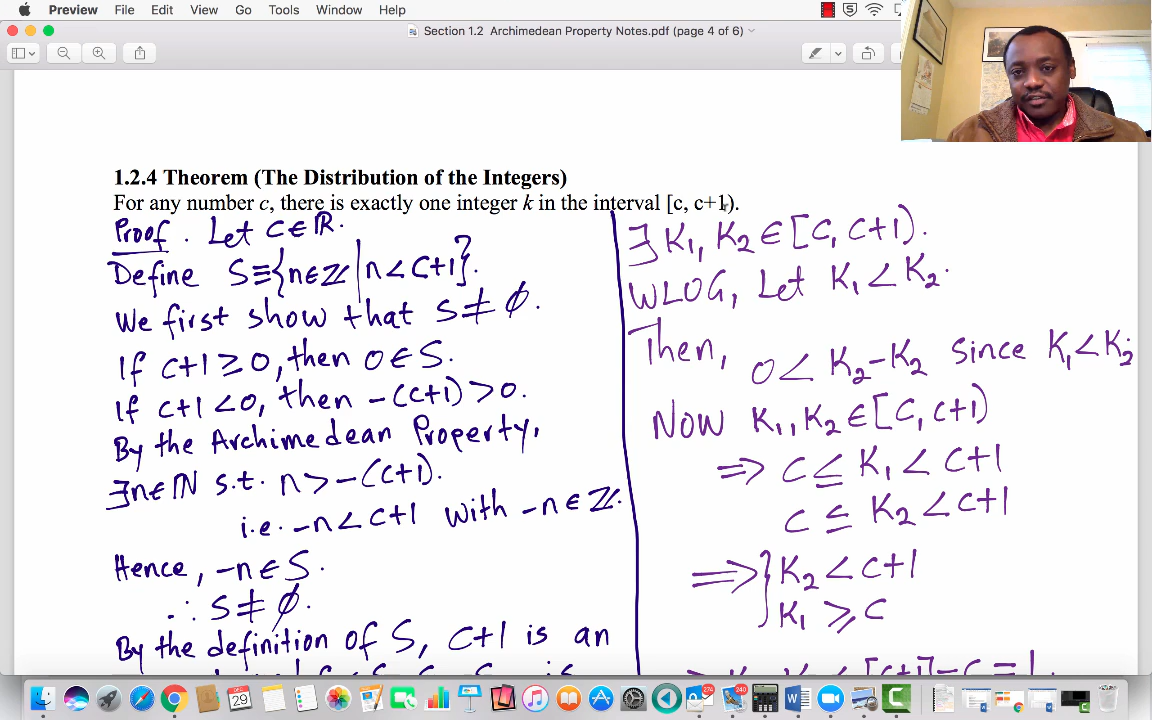 Preview File Edit View Go Tools Window Help
Section 1.2 Archimedean Property Notes.pdf (page 4 of 6)
1.2.4 Theorem (The Distribution of the Integers)
For any number c, there is exactly one integer k in the interval [c, c+1).
Proof. Let C∈ℝ.
Define S≡{n∈ℤ | n<C+1}.
We first show that S≠∅.
If c+1≥0, then 0∈S.
If c+1<0, then -(c+1)>0.
By the Archimedean Property,
∃n∈ℕ s.t. n>-(c+1).
i.e. -n<c+1 with -n∈ℤ.
Hence, -n∈S.
∴ S≠∅.
By the definition of S, c+1 is an
∃ K₁, K₂ ∈ [C, C+1).
WLOG, Let K₁<K₂.
Then, 0< K₂-K₂ since K₁<K₂
Now K₁, K₂ ∈ [C, C+1)
⇒ C ≤ K₁ < C+1
C ≤ K₂ < C+1
⇒ } K₂ < C+1
K₁ ≥ C
[C+1]-C = 1
29
274
240